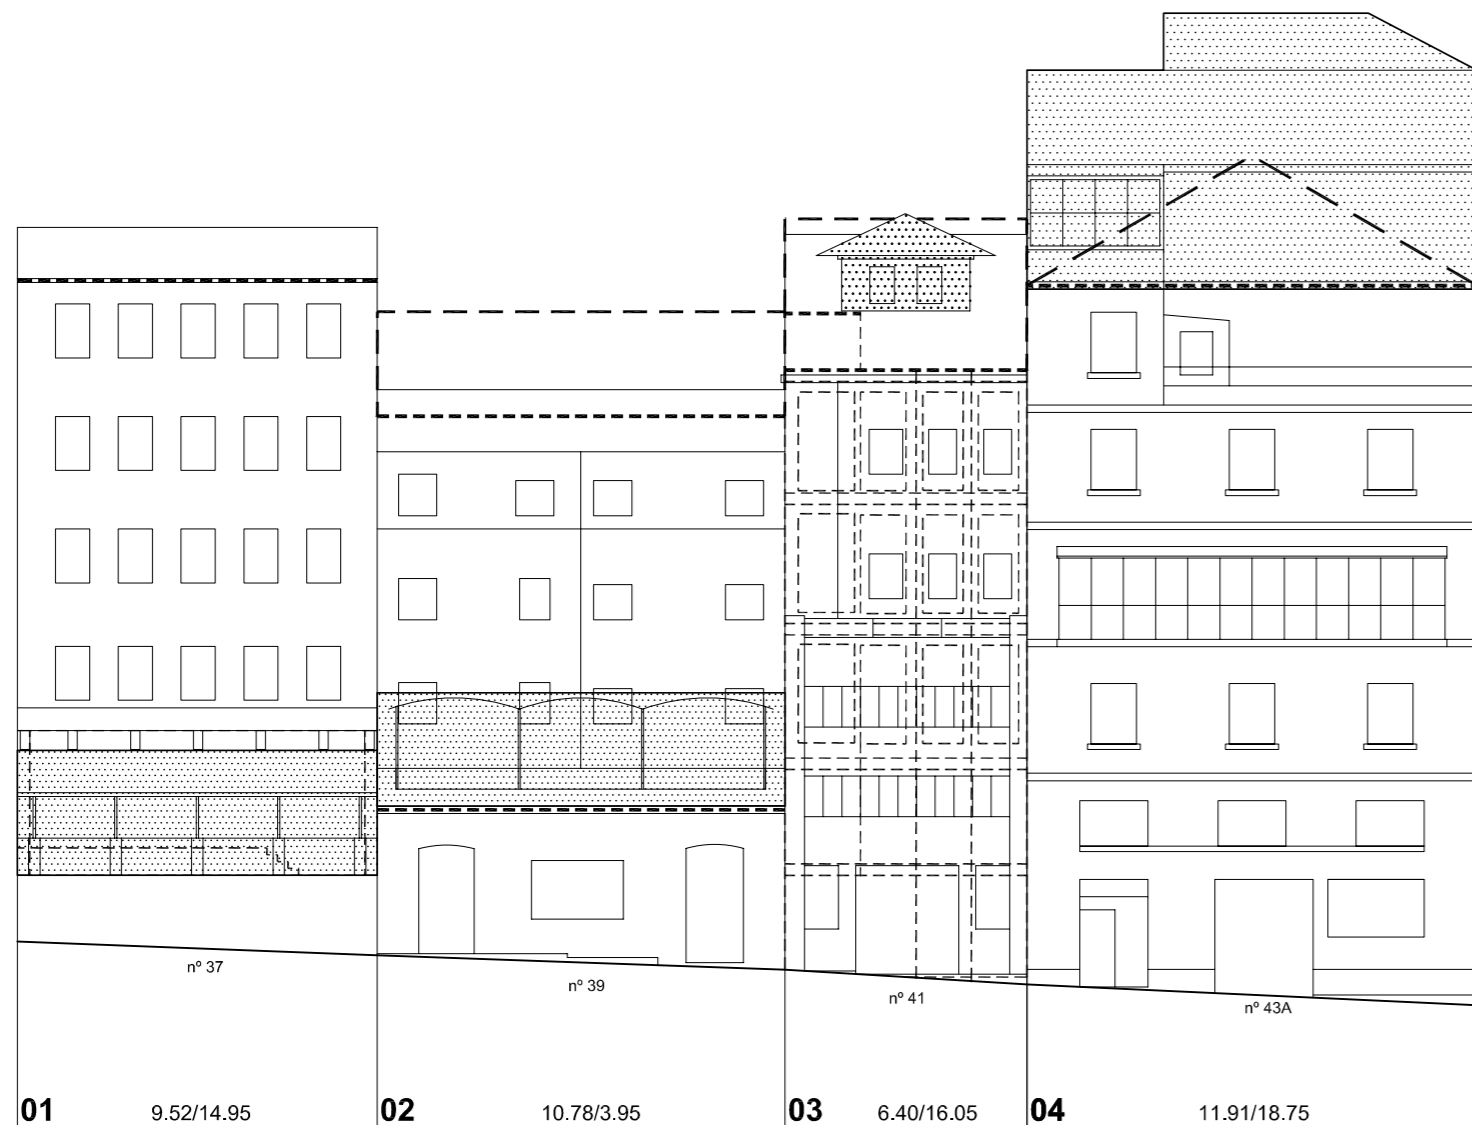 nº 37
nº 39
nº 41
nº 43A
01 9.52/14.95 02 10.78/3.95 03 6.40/16.05 04 11.91/18.75